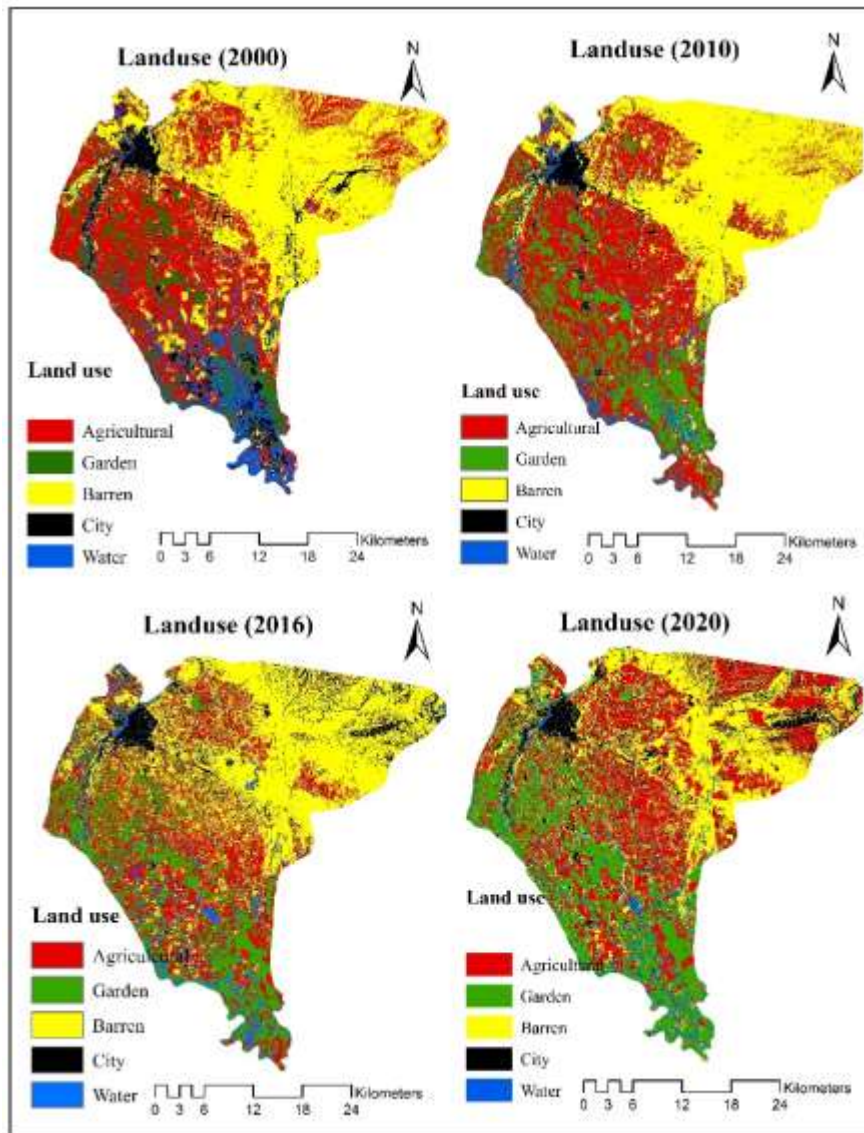 Landuse (2000)
N
Land use
Agricultural
Garden
Barren
City
Water
Kilometers
0 3 6 12 18 24
Landuse (2010)
N
Land use
Agricultural
Garden
Barren
City
Water
Kilometers
0 3 6 12 18 24
Landuse (2016)
N
Land use
Agricultural
Garden
Barren
City
Water
Kilometers
0 3 6 12 18 24
Landuse (2020)
N
Land use
Agricultural
Garden
Barren
City
Water
Kilometers
0 3 6 12 18 24